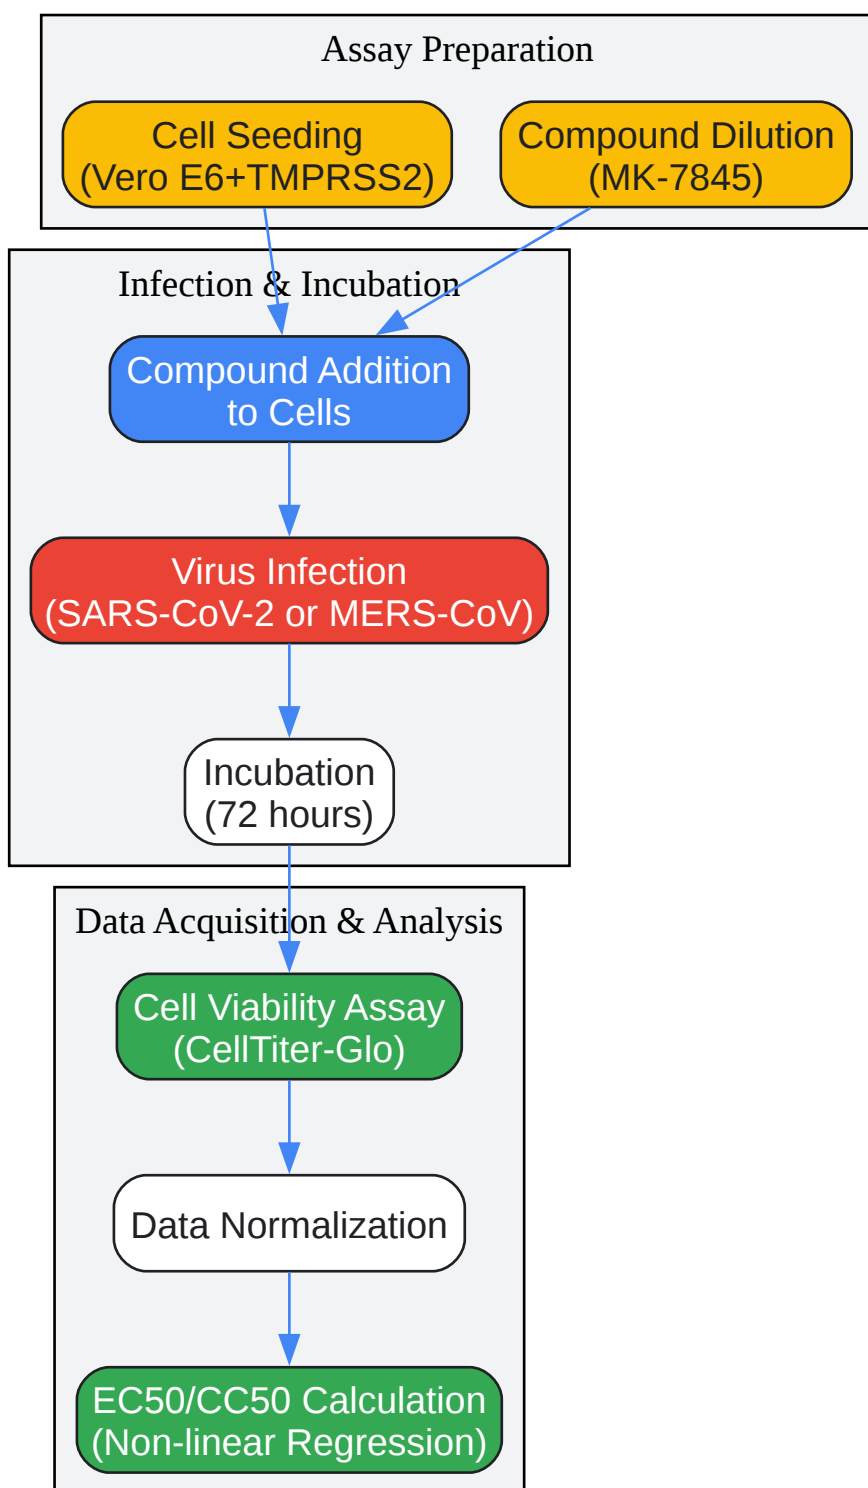 Assay Preparation
Cell Seeding
(Vero E6+TMPRSS2)
Compound Dilution
(MK-7845)
Infection & Incubation
Compound Addition
to Cells
Virus Infection
(SARS-CoV-2 or MERS-CoV)
Incubation
(72 hours)
Data Acquisition & Analysis
Cell Viability Assay
(CellTiter-Glo)
Data Normalization
EC50/CC50 Calculation
(Non-linear Regression)